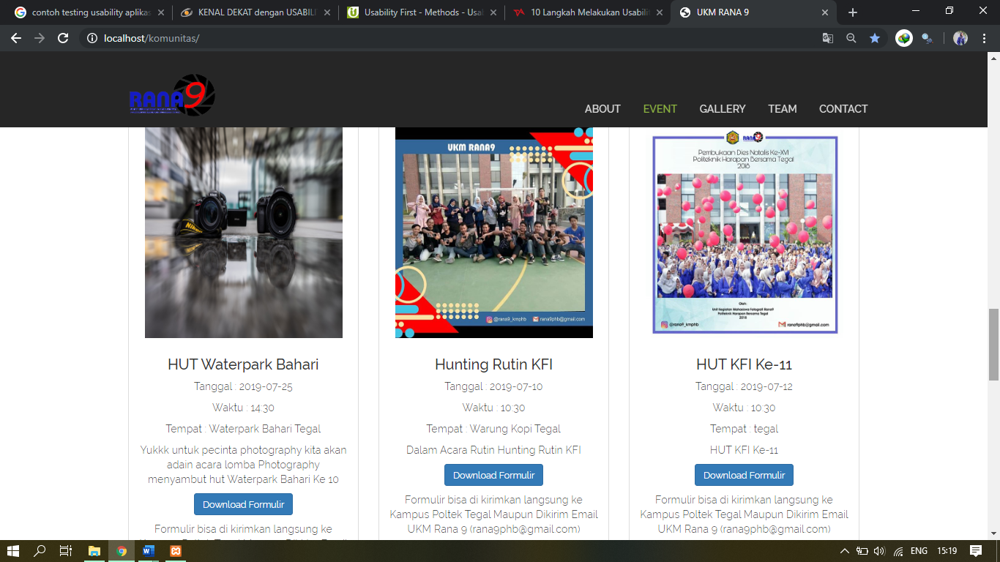 contoh testing usability aplikas
KENAL DEKAT dengan USABILI
Usability First - Methods - Usa
10 Langkah Melakukan Usabilit
UKM RANA 9
localhost/komunitas/
RANA9
ABOUT
EVENT
GALLERY
TEAM
CONTACT
Nikon
UKM RANA9
@rana9_kmphb
rana9phb@gmail.com
RANA9
Pembukaan Dies Natalis Ke-XVI
Politeknik Harapan Bersama Tegal
2018
Oleh:
Unit Kegiatan Mahasiswa Fotografi Rana9
Politeknik Harapan Bersama Tegal
2018
@rana9_kmphb
rana9phb@gmail.com
HUT Waterpark Bahari
Tanggal : 2019-07-25
Waktu : 14:30
Tempat : Waterpark Bahari Tegal
Yukkk untuk pecinta photography kita akan
adain acara lomba Photography
menyambut hut Waterpark Bahari Ke 10
Download Formulir
Formulir bisa di kirimkan langsung ke
Hunting Rutin KFI
Tanggal : 2019-07-10
Waktu : 10:30
Tempat : Warung Kopi Tegal
Dalam Acara Rutin Hunting Rutin KFI
Download Formulir
Formulir bisa di kirimkan langsung ke
Kampus Poltek Tegal Maupun Dikirim Email
UKM Rana 9 (rana9phb@gmail.com)
HUT KFI Ke-11
Tanggal : 2019-07-12
Waktu : 10:30
Tempat : tegal
HUT KFI Ke-11
Download Formulir
Formulir bisa di kirimkan langsung ke
Kampus Poltek Tegal Maupun Dikirim Email
UKM Rana 9 (rana9phb@gmail.com)
ENG
15:19